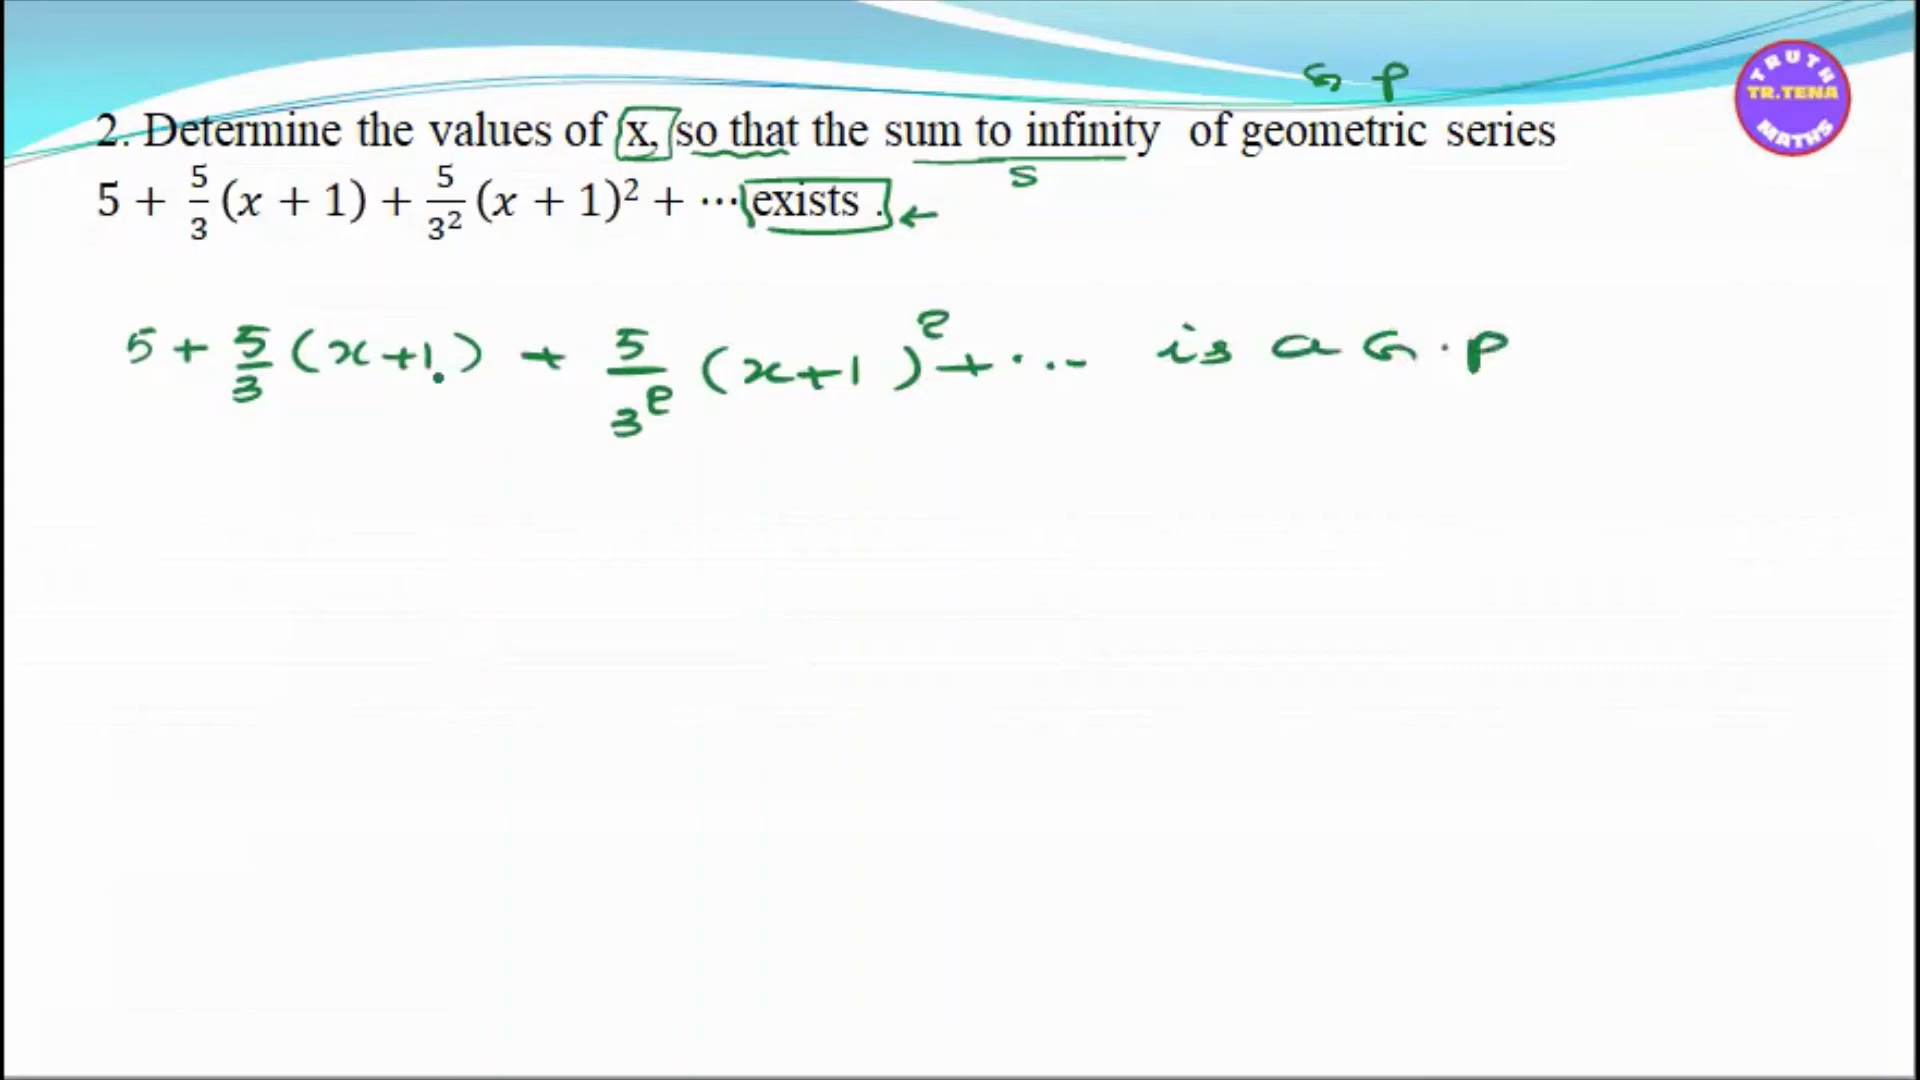 G P
TRUTH
TR.TENA
MATHS
2. Determine the values of x, so that the sum to infinity of geometric series
S
5 + 5/3 (x + 1) + 5/3² (x + 1)² + ⋯ exists . ←
5 + 5/3 (x+1) + 5/3² (x+1)² + ... is a G.P